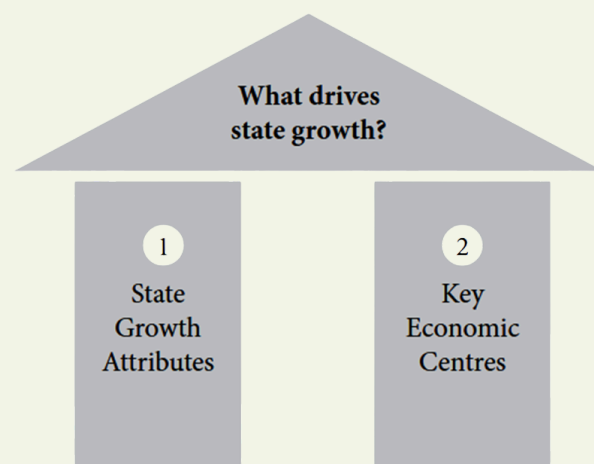 What drives
state growth?
1
State
Growth
Attributes
2
Key
Economic
Centres